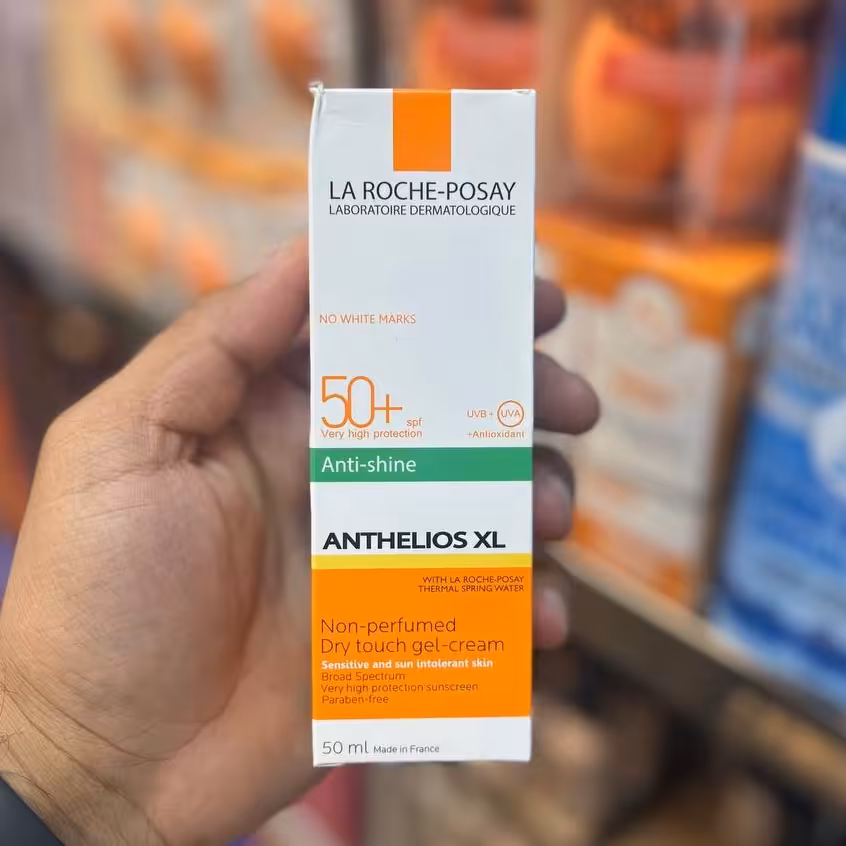 LA ROCHE-POSAY
LABORATOIRE DERMATOLOGIQUE
NO WHITE MARKS
50+ spf
Very high protection
UVB + UVA
+Antioxidant
Anti-shine
ANTHELIOS XL
WITH LA ROCHE-POSAY
THERMAL SPRING WATER
Non-perfumed
Dry touch gel-cream
Sensitive and sun intolerant skin
Broad Spectrum
Very high protection sunscreen
Paraben-free
50 ml Made in France